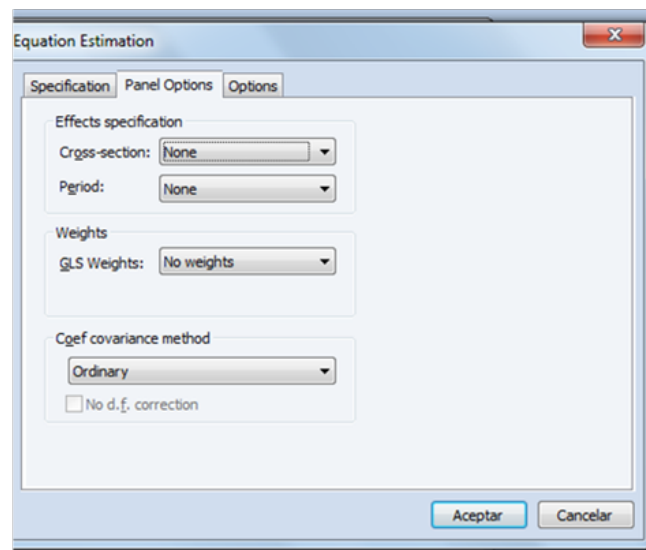 Equation Estimation
Specification Panel Options Options
Effects specification
Cross-section: None
Period: None
Weights
GLS Weights: No weights
Coef covariance method
Ordinary
No d.f. correction
Aceptar Cancelar